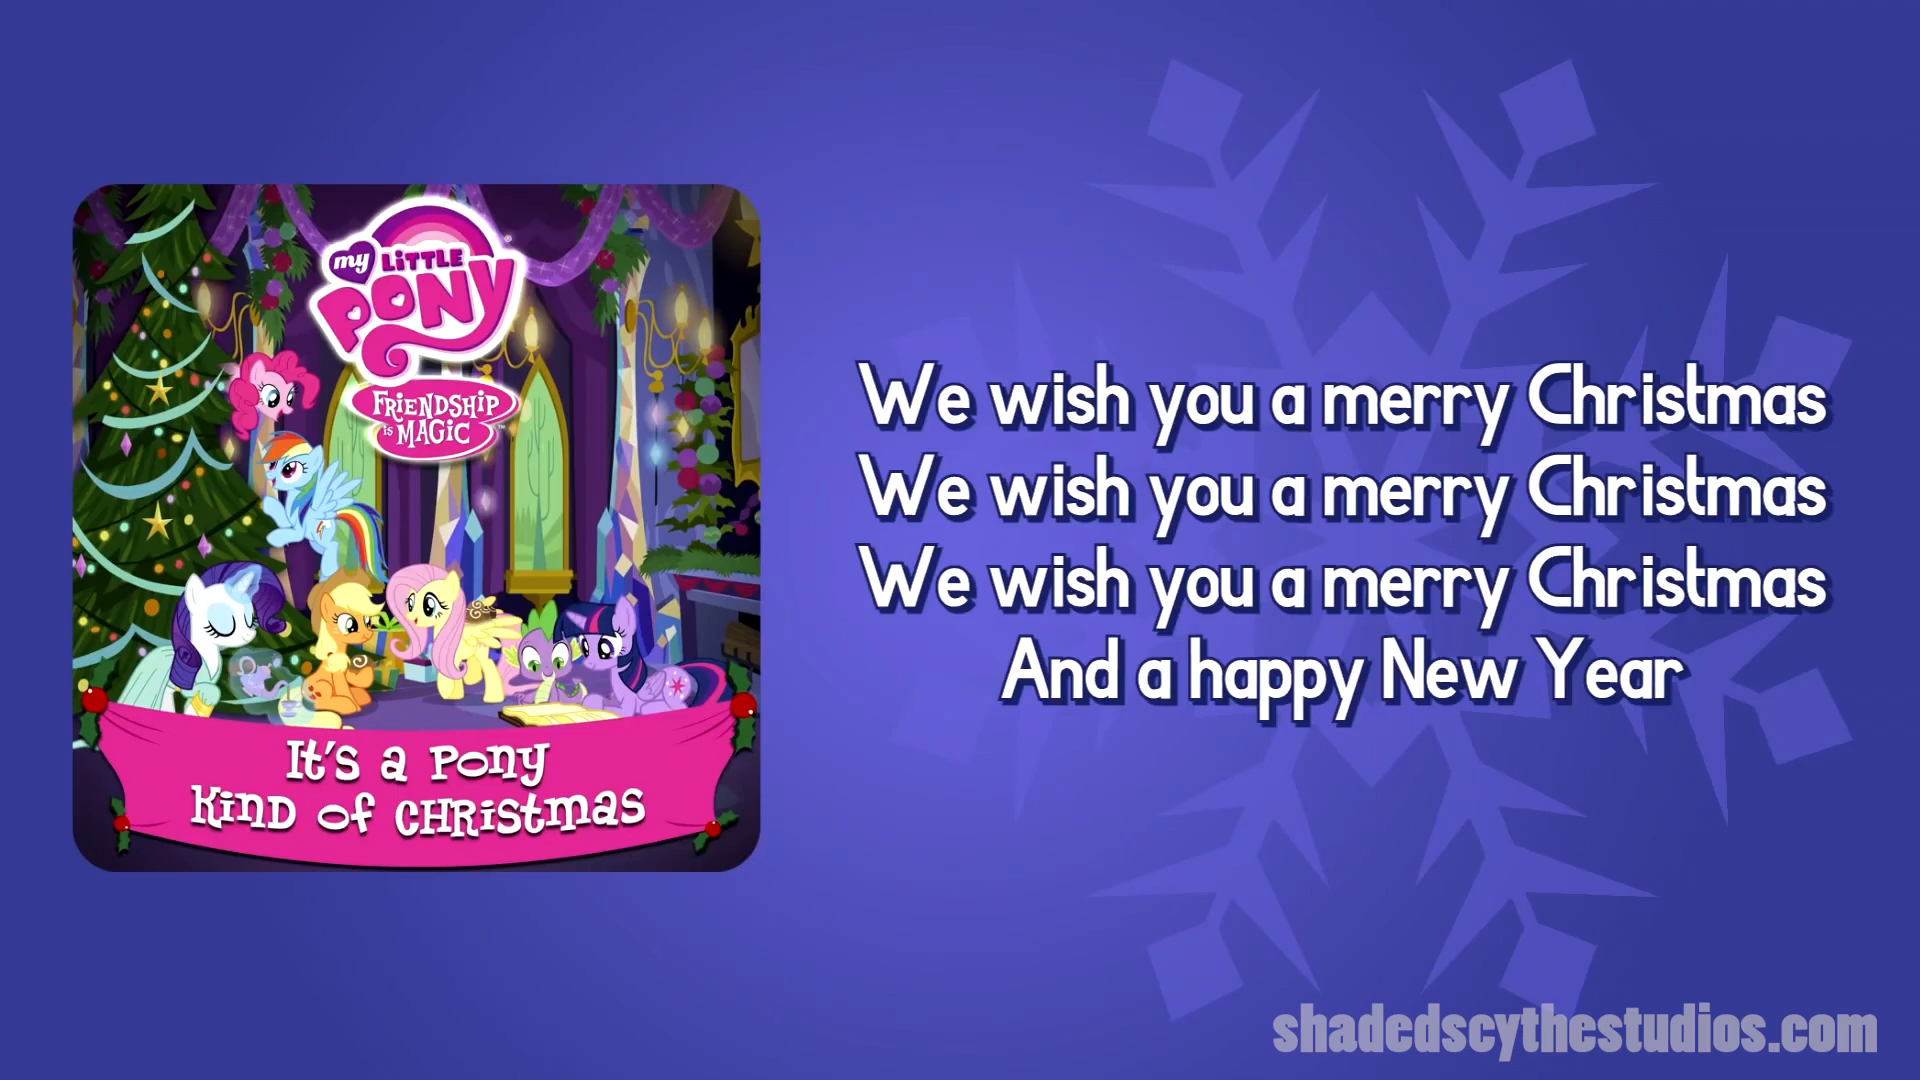 my LiTTLE
PONY
FRIENDSHIP
is MAGIC
It's a Pony
Kind of Christmas
We wish you a merry Christmas
We wish you a merry Christmas
We wish you a merry Christmas
And a happy New Year
shadedscythestudios.com